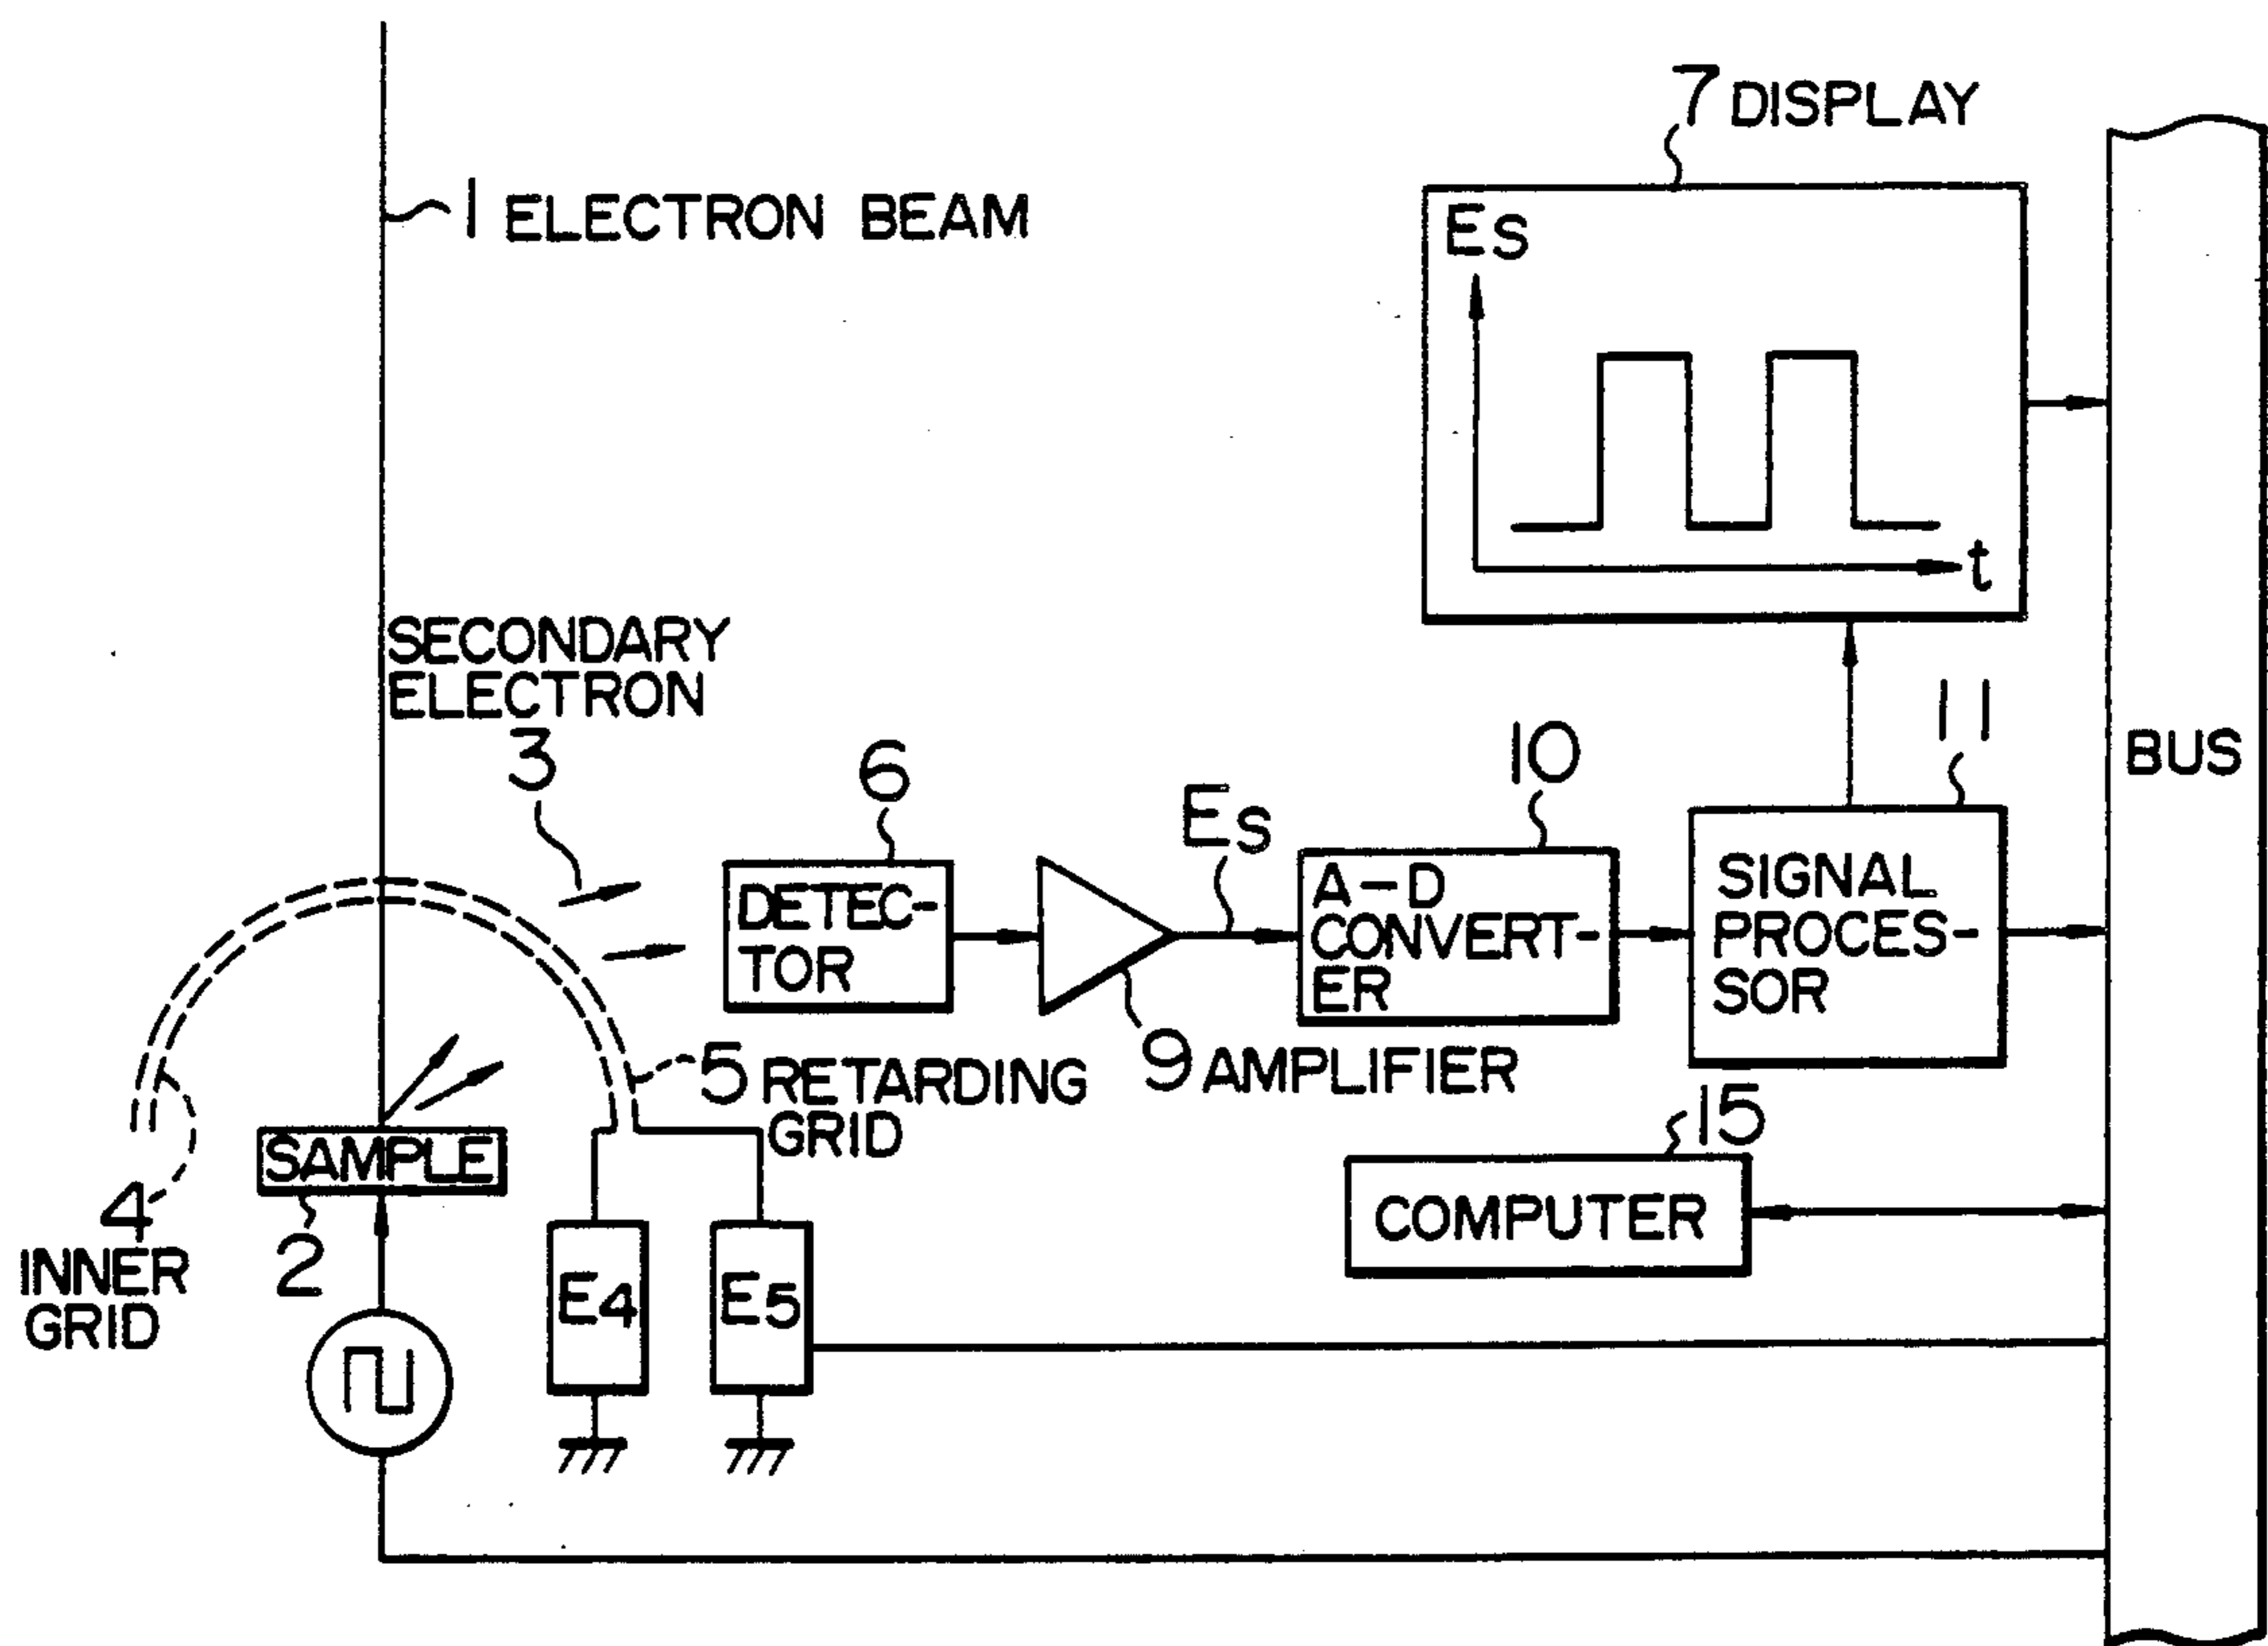 7 DISPLAY
1 ELECTRON BEAM
Es
t
SECONDARY
ELECTRON
3
6
Es
10
11
BUS
DETEC-
TOR
A-D
CONVERT-
ER
SIGNAL
PROCES-
SOR
9 AMPLIFIER
5 RETARDING
GRID
SAMPLE
15
COMPUTER
4
INNER
GRID
2
E4
E5